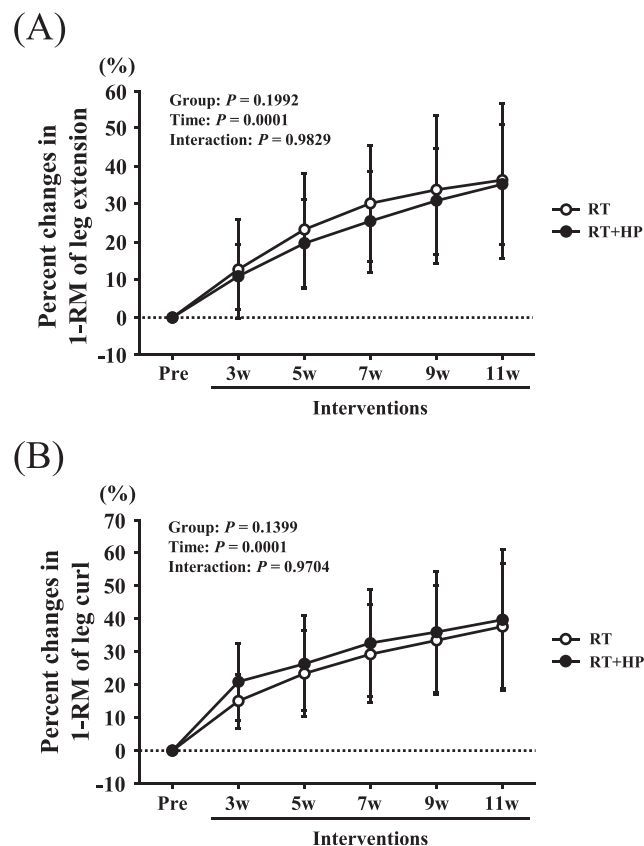 (A)
(%)
60
50
40
30
20
10
0
-10
Percent changes in
1-RM of leg extension
Group: P = 0.1992
Time: P = 0.0001
Interaction: P = 0.9829
RT
RT+HP
Pre 3w 5w 7w 9w 11w
Interventions
(B)
(%)
70
60
50
40
30
20
10
0
-10
Percent changes in
1-RM of leg curl
Group: P = 0.1399
Time: P = 0.0001
Interaction: P = 0.9704
RT
RT+HP
Pre 3w 5w 7w 9w 11w
Interventions